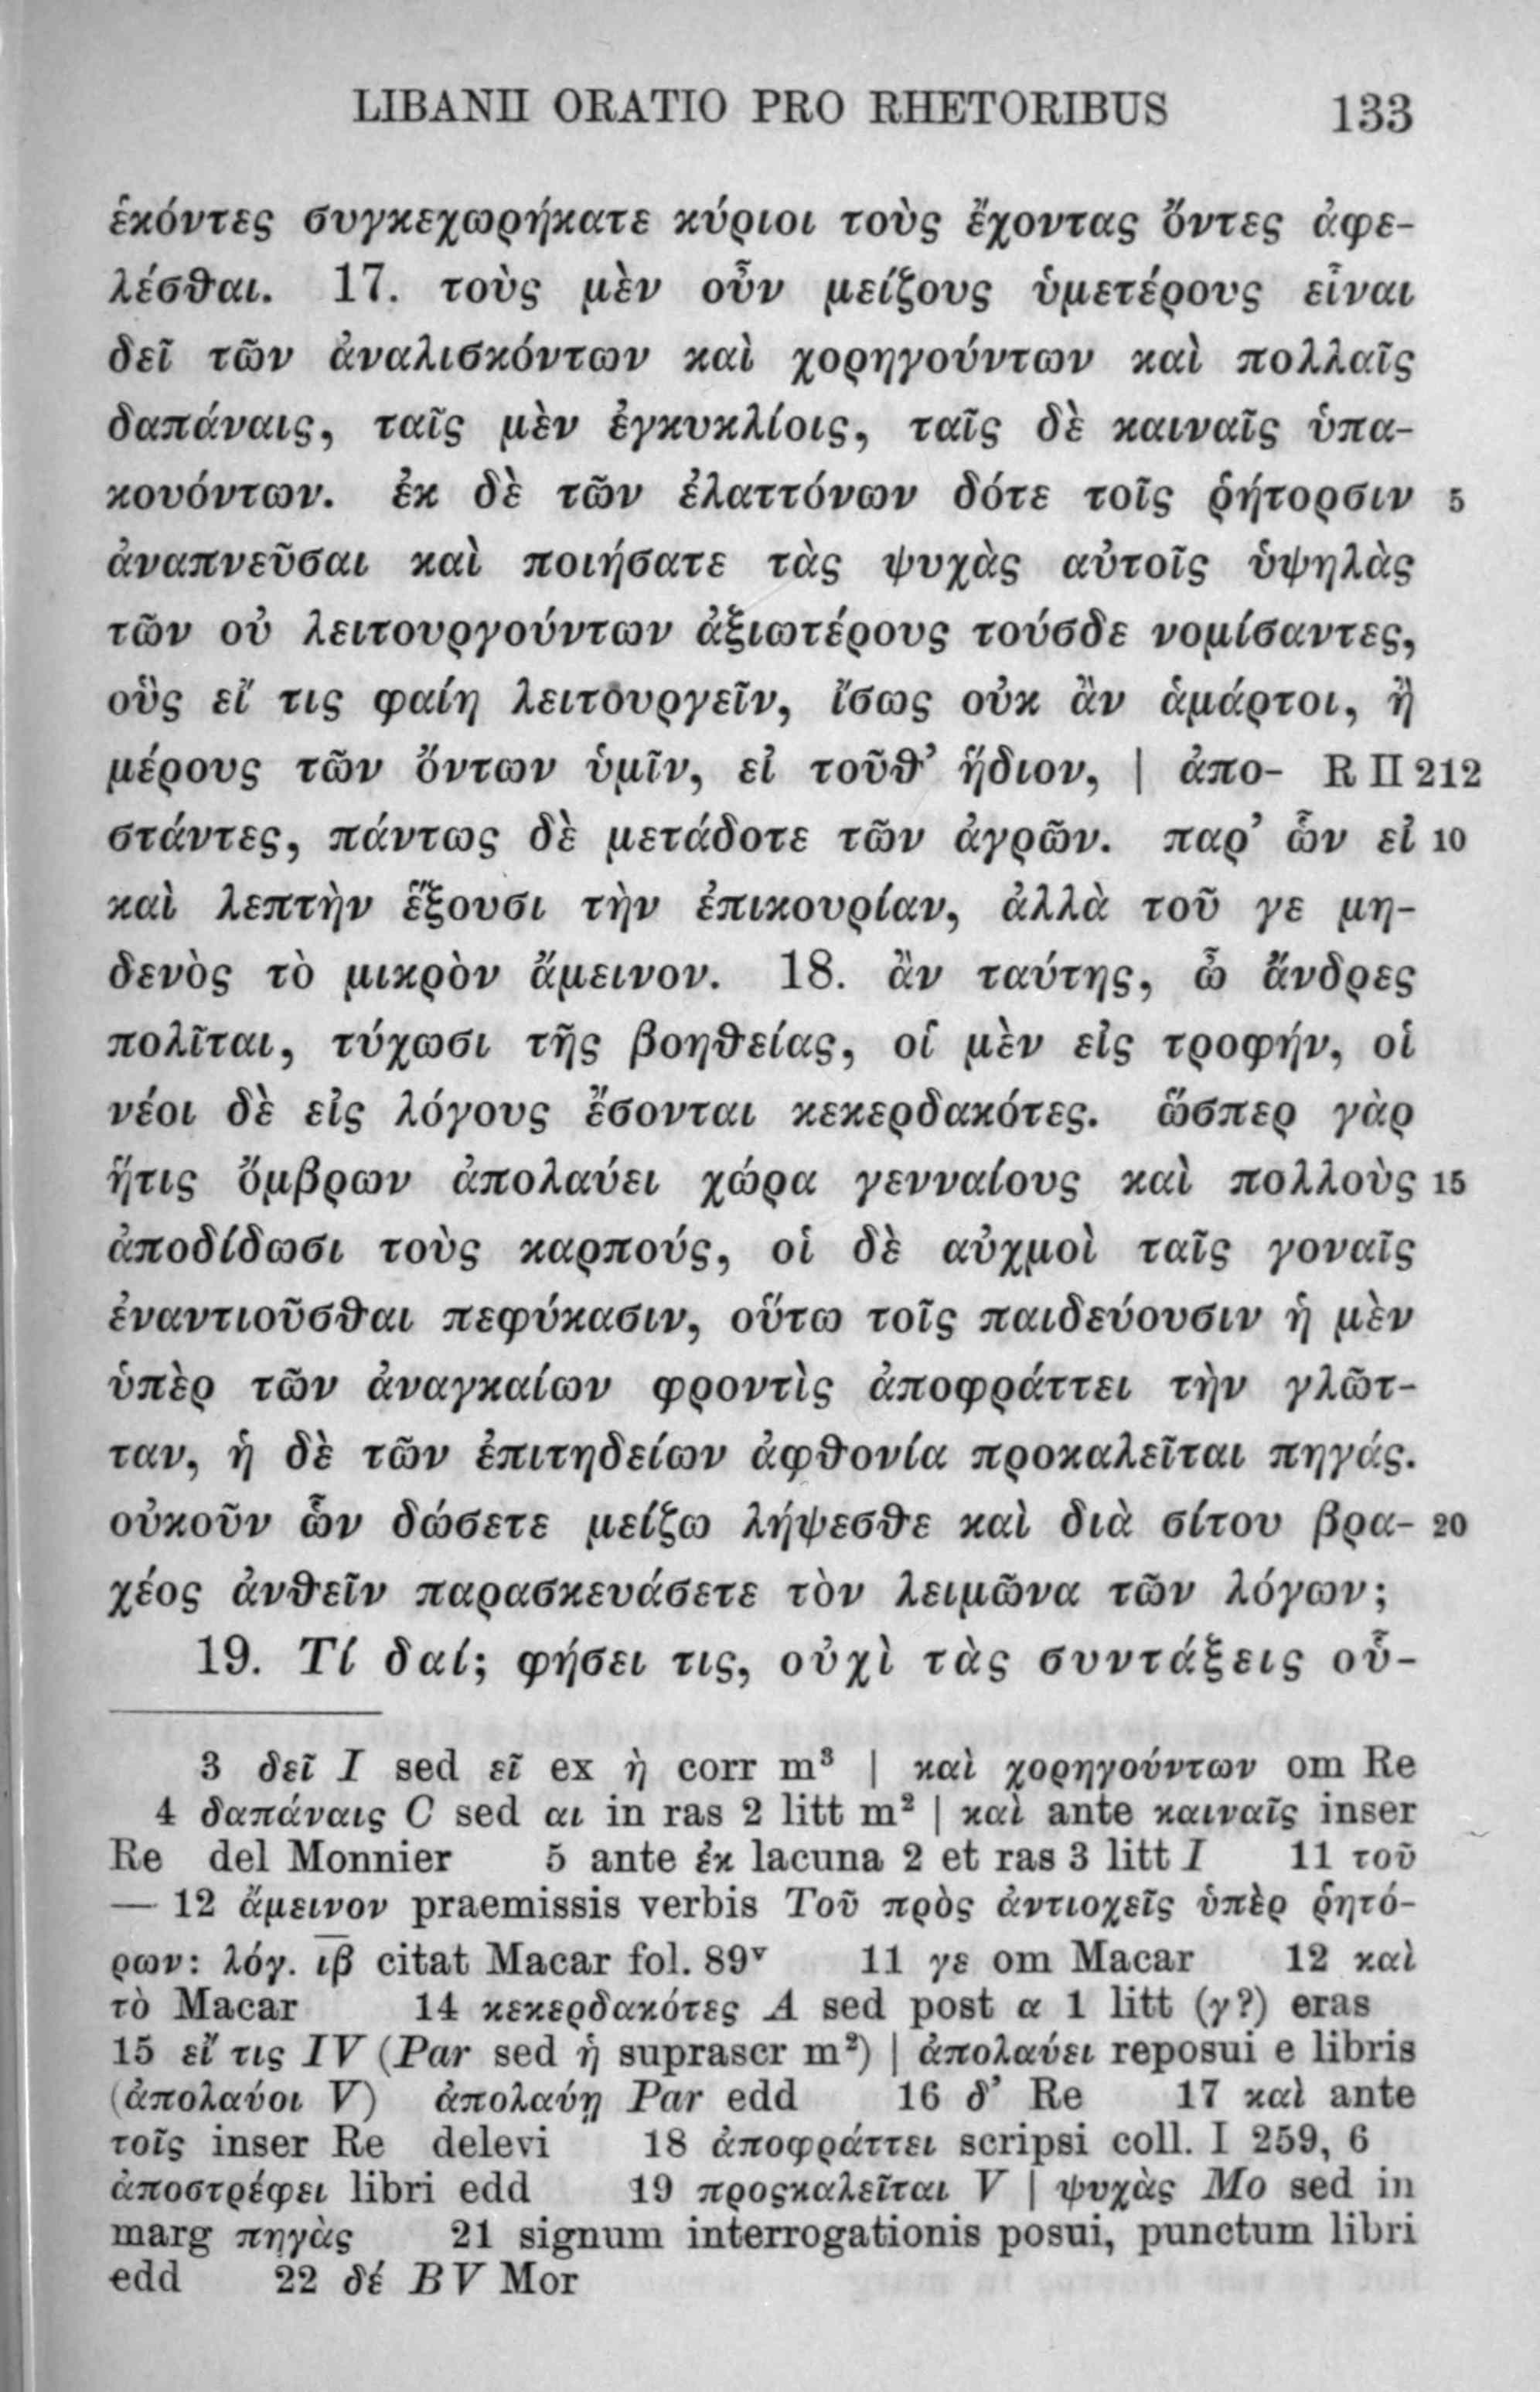 LIBANII ORATIO PRO RHETORIBUS 133
ἑκόντες συγκεχωρήκατε κύριοι τοὺς ἔχοντας ὄντες ἀφε-
λέσθαι. 17. τοὺς μὲν οὖν μείζους ὑμετέρους εἶναι
δεῖ τῶν ἀναλισκόντων καὶ χορηγούντων καὶ πολλαῖς
δαπάναις, ταῖς μὲν ἐγκυκλίοις, ταῖς δὲ καιναῖς ὑπα-
κουόντων. ἐκ δὲ τῶν ἐλαττόνων δότε τοῖς ῥήτορσιν 5
ἀναπνεῦσαι καὶ ποιήσατε τὰς ψυχὰς αὐτοῖς ὑψηλὰς
τῶν οὐ λειτουργούντων ἀξιωτέρους τούσδε νομίσαντες,
οὓς εἴ τις φαίη λειτουργεῖν, ἴσως οὐκ ἂν ἁμάρτοι, ἢ
μέρους τῶν ὄντων ὑμῖν, εἰ τοῦθ’ ἥδιον, | ἀπο- R II 212
στάντες, πάντως δὲ μετάδοτε τῶν ἀγρῶν. παρ’ ὧν εἰ 10
καὶ λεπτὴν ἕξουσι τὴν ἐπικουρίαν, ἀλλὰ τοῦ γε μη-
δενὸς τὸ μικρὸν ἄμεινον. 18. ἂν ταύτης, ὦ ἄνδρες
πολῖται, τύχωσι τῆς βοηθείας, οἱ μὲν εἰς τροφήν, οἱ
νέοι δὲ εἰς λόγους ἔσονται κεκερδακότες. ὥσπερ γὰρ
ἥτις ὄμβρων ἀπολαύει χώρα γενναίους καὶ πολλοὺς 15
ἀποδίδωσι τοὺς καρπούς, οἱ δὲ αὐχμοὶ ταῖς γοναῖς
ἐναντιοῦσθαι πεφύκασιν, οὕτω τοῖς παιδεύουσιν ἡ μὲν
ὑπὲρ τῶν ἀναγκαίων φροντὶς ἀποφράττει τὴν γλῶτ-
ταν, ἡ δὲ τῶν ἐπιτηδείων ἀφθονία προκαλεῖται πηγάς.
οὐκοῦν ὧν δώσετε μείζω λήψεσθε καὶ διὰ σίτου βρα- 20
χέος ἀνθεῖν παρασκευάσετε τὸν λειμῶνα τῶν λόγων;
19. Τί δαί; φήσει τις, οὐχὶ τὰς συντάξεις οὗ-
3 δεῖ I sed εῖ ex ὴ corr m³ | καὶ χορηγούντων om Re
4 δαπάναις C sed αι in ras 2 litt m² | καὶ ante καιναῖς inser
Re del Monnier 5 ante ἐκ lacuna 2 et ras 3 litt I 11 τοῦ
— 12 ἄμεινον praemissis verbis Τοῦ πρὸς ἀντιοχεῖς ὑπὲρ ῥητό-
ρων: λόγ. ι̅β̅ citat Macar fol. 89ᵛ 11 γε om Macar 12 καὶ
τὸ Macar 14 κεκερδακότες A sed post α 1 litt (γ?) eras
15 εἴ τις IV (Par sed ἡ suprascr m²) | ἀπολαύει reposui e libris
(ἀπολαύοι V) ἀπολαύῃ Par edd 16 δ’ Re 17 καὶ ante
τοῖς inser Re delevi 18 ἀποφράττει scripsi coll. I 259, 6
ἀποστρέφει libri edd 19 προςκαλεῖται V | ψυχὰς Mo sed in
marg πηγὰς 21 signum interrogationis posui, punctum libri
edd 22 δέ BV Mor